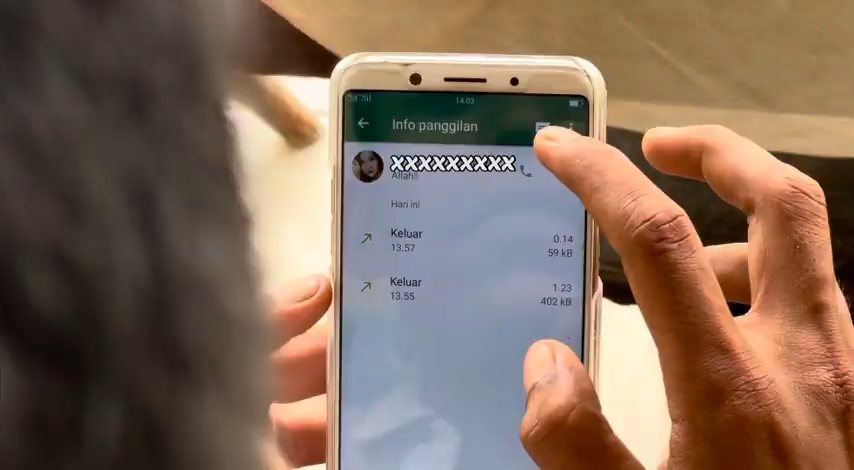 14.03
Info panggilan
XXXXXXXXX
Allah
Hari ini
Keluar
0.14
13.57
59 kB
Keluar
1 23
13.55
402 kB